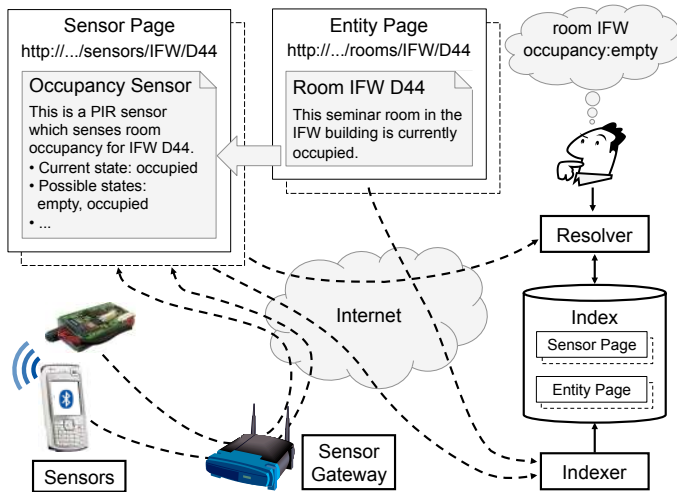 Sensor Page
http://.../sensors/IFW/D44
Occupancy Sensor
This is a PIR sensor
which senses room
occupancy for IFW D44.
• Current state: occupied
• Possible states:
empty, occupied
• ...
Entity Page
http://.../rooms/IFW/D44
Room IFW D44
This seminar room in the
IFW building is currently
occupied.
room IFW
occupancy:empty
Resolver
Internet
Index
Sensor Page
Entity Page
Sensors
Sensor
Gateway
Indexer